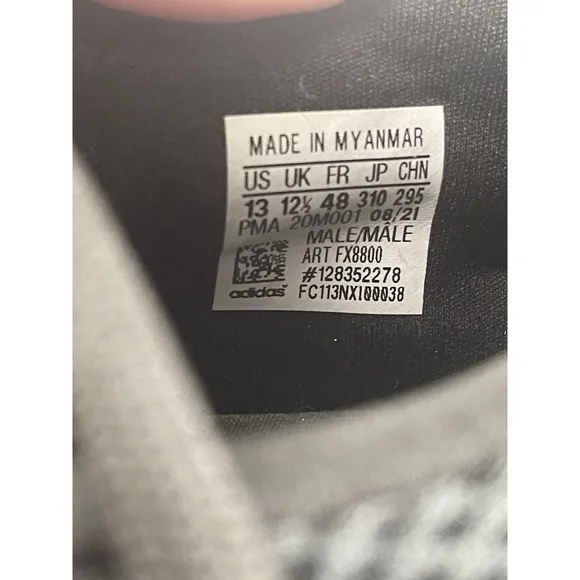 MADE IN MYANMAR
US UK FR JP CHN
13 12½ 48 310 295
PMA 20M001 08/21
MALE/MÂLE
ART FX8800
#128352278
adidas FC113NXI00038